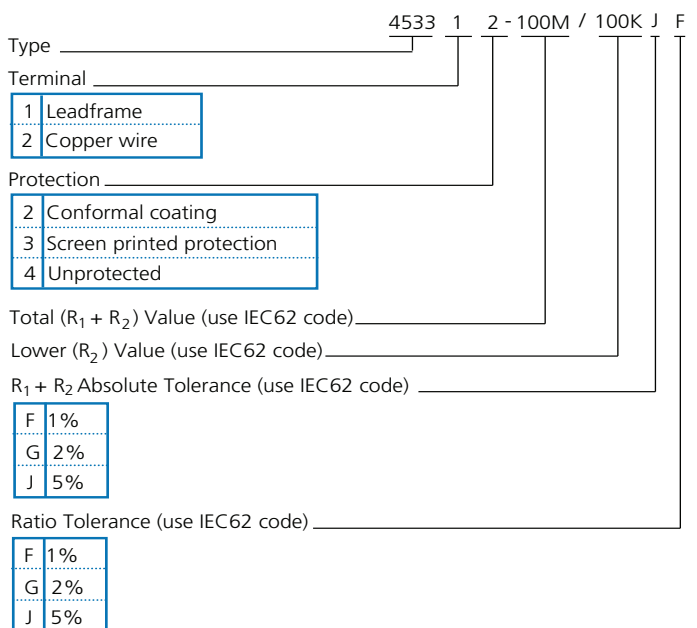 4533 1 2 - 100M / 100K J F
Type
Terminal
1 Leadframe
2 Copper wire
Protection
2 Conformal coating
3 Screen printed protection
4 Unprotected
Total (R1 + R2) Value (use IEC62 code)
Lower (R2) Value (use IEC62 code)
R1 + R2 Absolute Tolerance (use IEC62 code)
F 1%
G 2%
J 5%
Ratio Tolerance (use IEC62 code)
F 1%
G 2%
J 5%